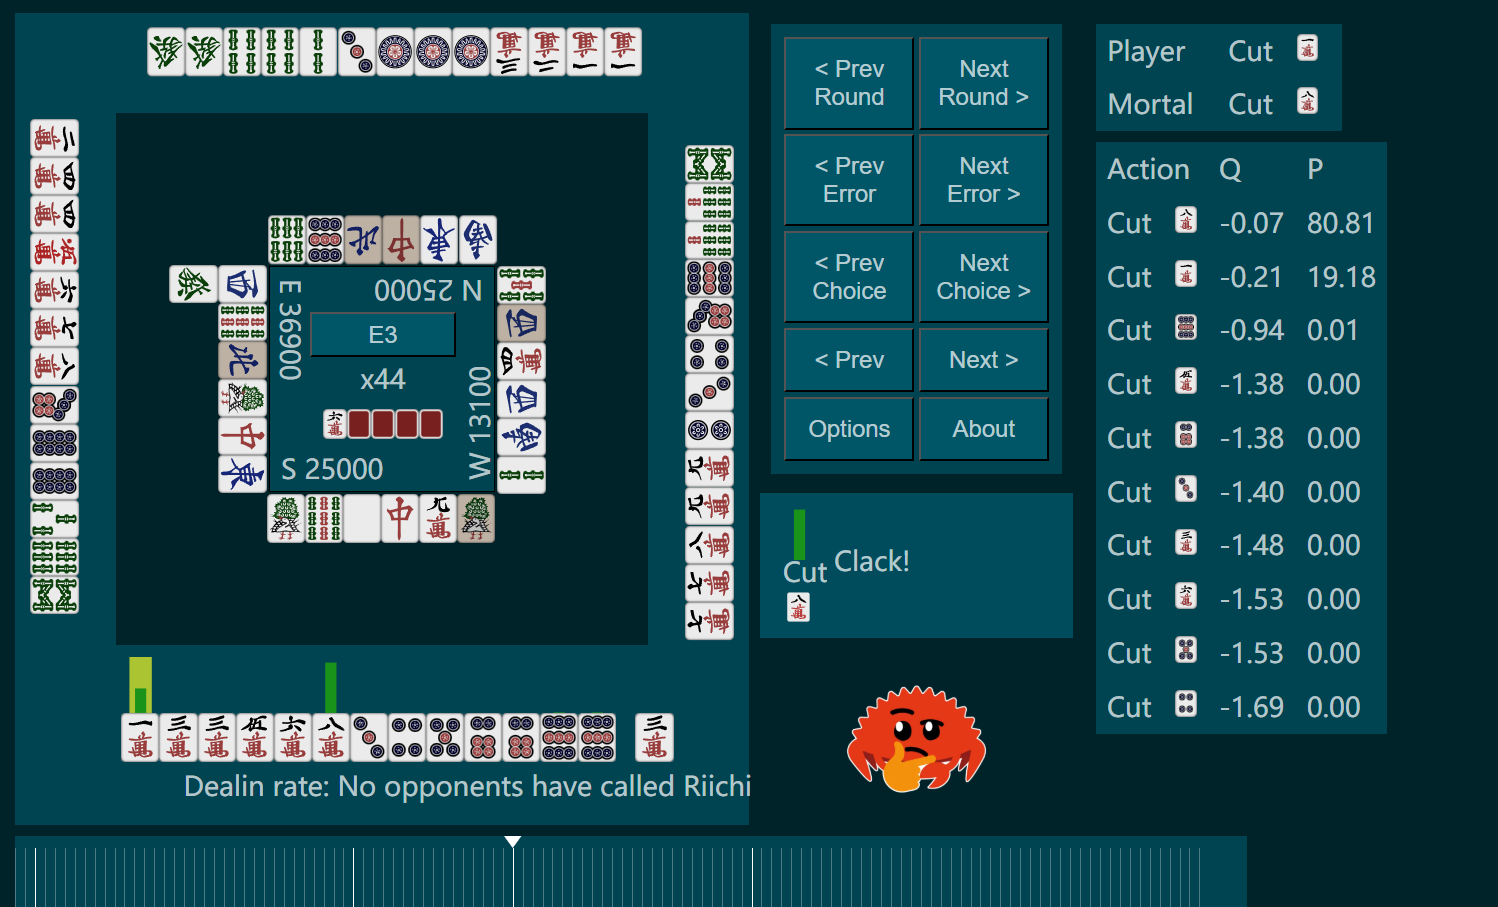 E 36900
N 25000
E3
x44
W 13100
S 25000
Dealin rate: No opponents have called Riichi
< Prev
Round
Next
Round >
< Prev
Error
Next
Error >
< Prev
Choice
Next
Choice >
< Prev
Next >
Options
About
Cut
Clack!
Player Cut
Mortal Cut
Action Q P
Cut -0.07 80.81
Cut -0.21 19.18
Cut -0.94 0.01
Cut -1.38 0.00
Cut -1.38 0.00
Cut -1.40 0.00
Cut -1.48 0.00
Cut -1.53 0.00
Cut -1.53 0.00
Cut -1.69 0.00